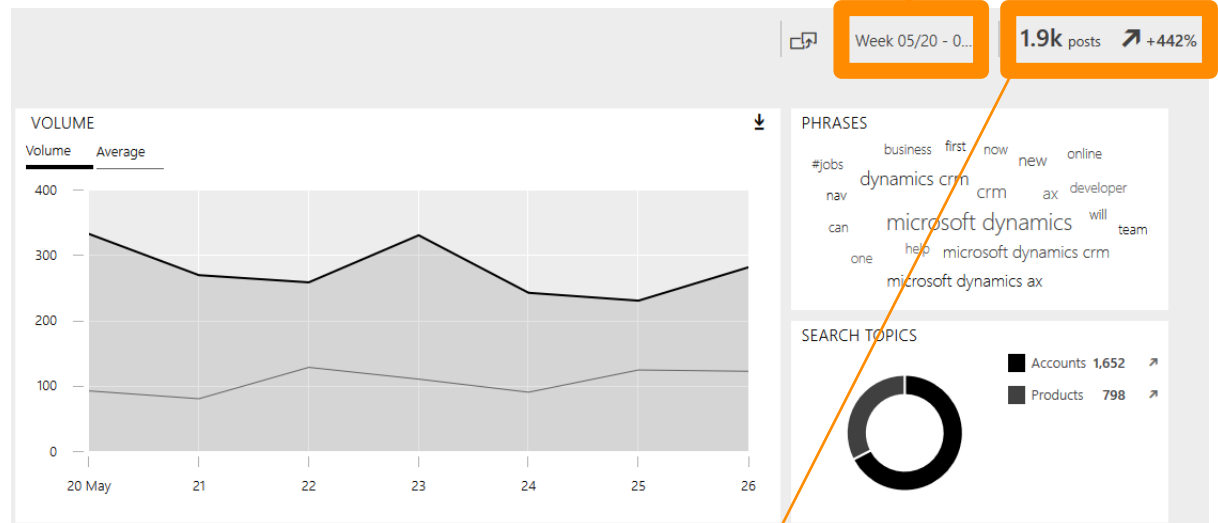 Week 05/20 - 0...
1.9k posts +442%
VOLUME
Volume Average
400
300
200
100
0
20 May 21 22 23 24 25 26
PHRASES
business first now new online
#jobs
dynamics crm
nav crm ax developer
can microsoft dynamics will team
one help microsoft dynamics crm
microsoft dynamics ax
SEARCH TOPICS
Accounts 1,652
Products 798